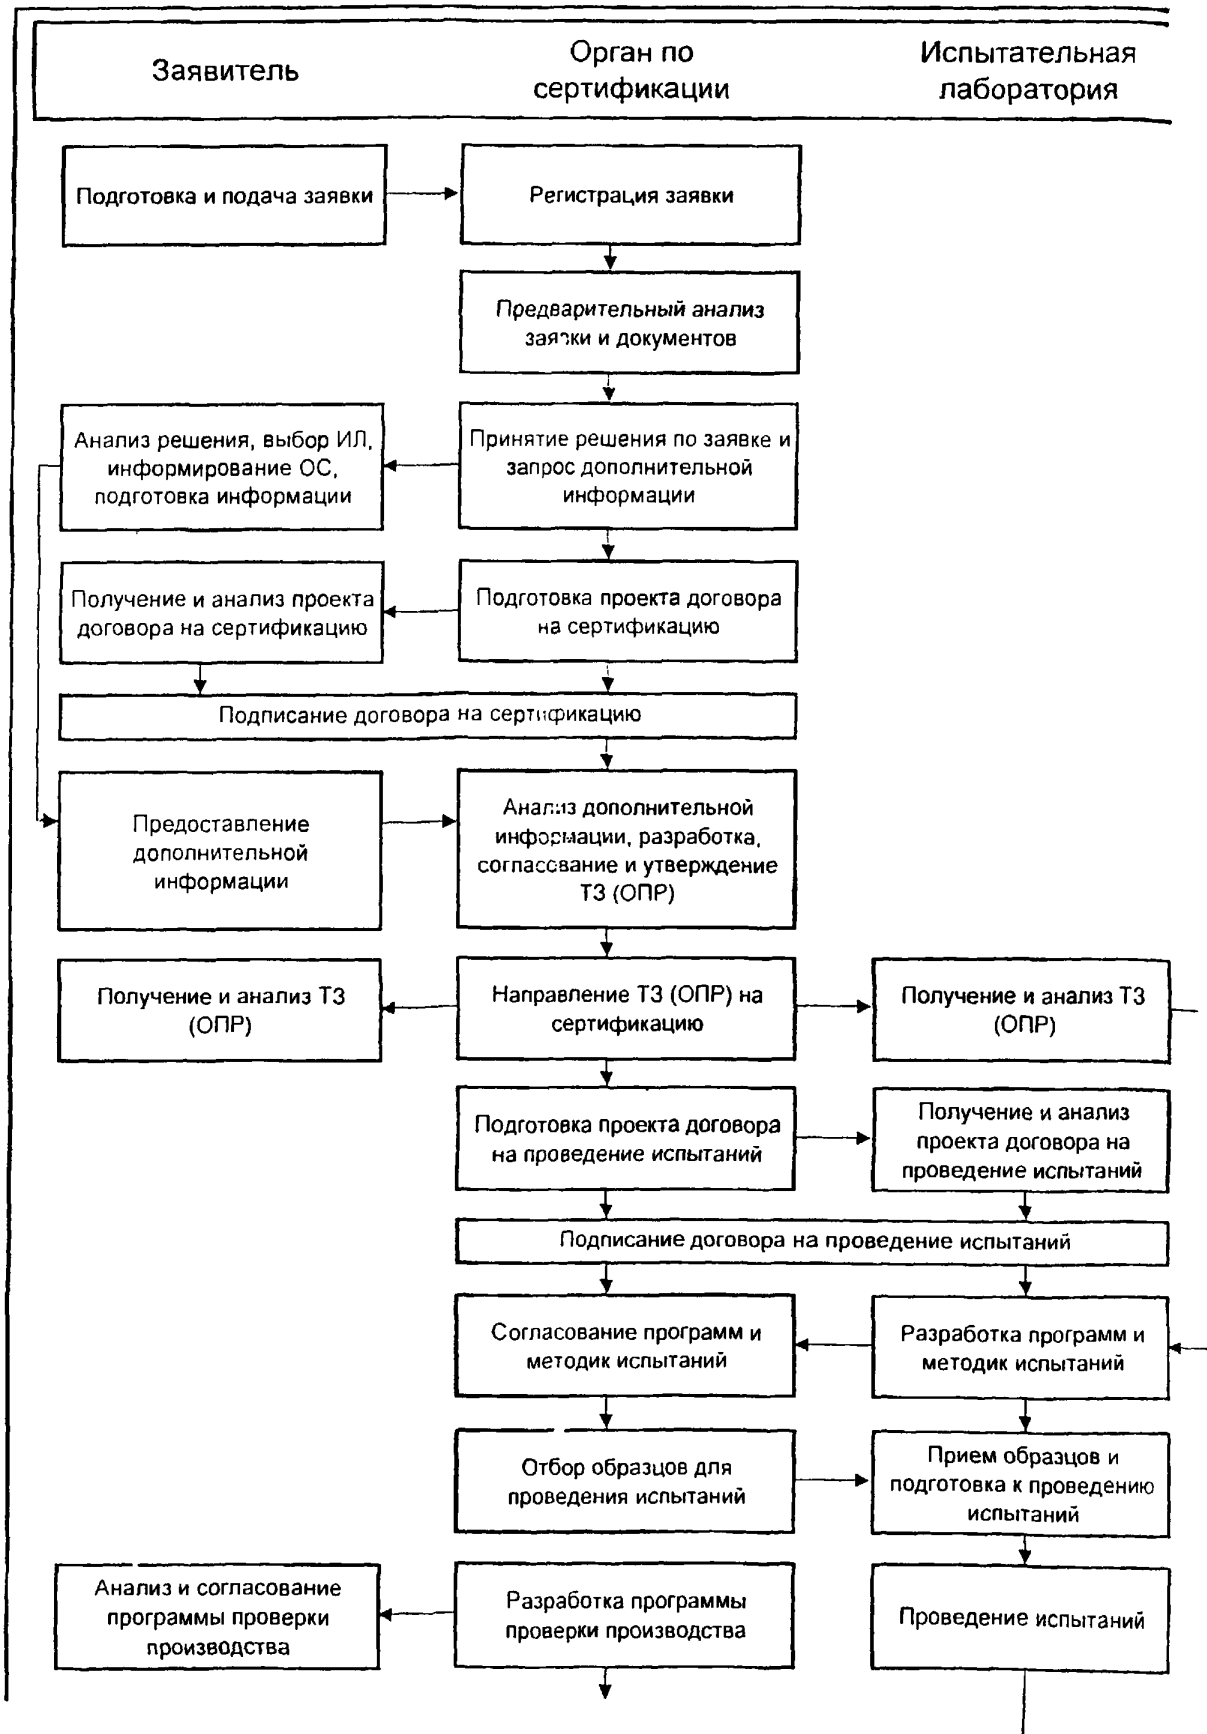 Заявитель
Орган по
сертификации
Испытательная
лаборатория
Подготовка и подача заявки
Регистрация заявки
Предварительный анализ
заявки и документов
Анализ решения, выбор ИЛ,
информирование ОС,
подготовка информации
Принятие решения по заявке и
запрос дополнительной
информации
Получение и анализ проекта
договора на сертификацию
Подготовка проекта договора
на сертификацию
Подписание договора на сертификацию
Предоставление
дополнительной
информации
Анализ дополнительной
информации, разработка,
согласование и утверждение
ТЗ (ОПР)
Получение и анализ ТЗ
(ОПР)
Направление ТЗ (ОПР) на
сертификацию
Получение и анализ ТЗ
(ОПР)
Подготовка проекта договора
на проведение испытаний
Получение и анализ
проекта договора на
проведение испытаний
Подписание договора на проведение испытаний
Согласование программ и
методик испытаний
Разработка программ и
методик испытаний
Отбор образцов для
проведения испытаний
Прием образцов и
подготовка к проведению
испытаний
Анализ и согласование
программы проверки
производства
Разработка программы
проверки производства
Проведение испытаний